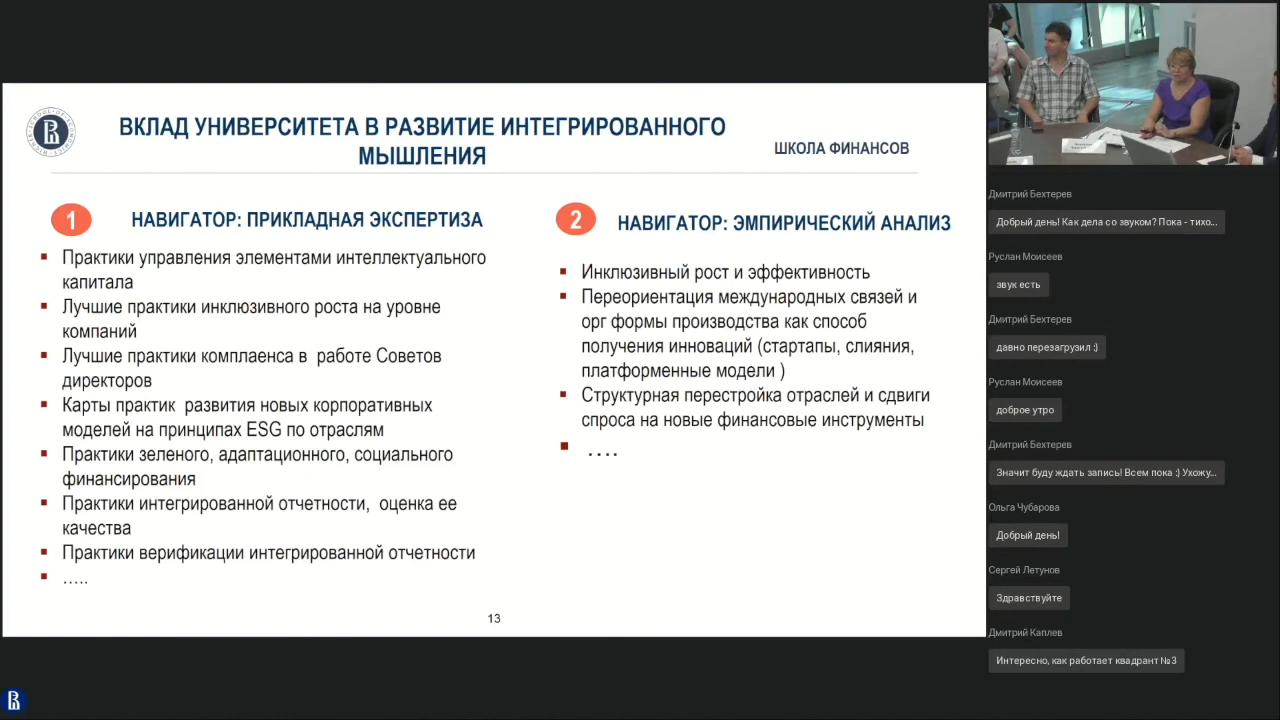 ВКЛАД УНИВЕРСИТЕТА В РАЗВИТИЕ ИНТЕГРИРОВАННОГО
МЫШЛЕНИЯ
ШКОЛА ФИНАНСОВ
1
НАВИГАТОР: ПРИКЛАДНАЯ ЭКСПЕРТИЗА
Практики управления элементами интеллектуального
капитала
Лучшие практики инклюзивного роста на уровне
компаний
Лучшие практики комплаенса в работе Советов
директоров
Карты практик развития новых корпоративных
моделей на принципах ESG по отраслям
Практики зеленого, адаптационного, социального
финансирования
Практики интегрированной отчетности, оценка ее
качества
Практики верификации интегрированной отчетности
…..
2
НАВИГАТОР: ЭМПИРИЧЕСКИЙ АНАЛИЗ
Инклюзивный рост и эффективность
Переориентация международных связей и
орг формы производства как способ
получения инноваций (стартапы, слияния,
платформенные модели )
Структурная перестройка отраслей и сдвиги
спроса на новые финансовые инструменты
….
13
Дмитрий Бехтерев
Добрый день! Как дела со звуком? Пока - тихо...
Руслан Моисеев
звук есть
Дмитрий Бехтерев
давно перезагрузил :)
Руслан Моисеев
доброе утро
Дмитрий Бехтерев
Значит буду ждать запись! Всем пока :) Ухожу...
Ольга Чубарова
Добрый день!
Сергей Летунов
Здравствуйте
Дмитрий Каплев
Интересно, как работает квадрант №3